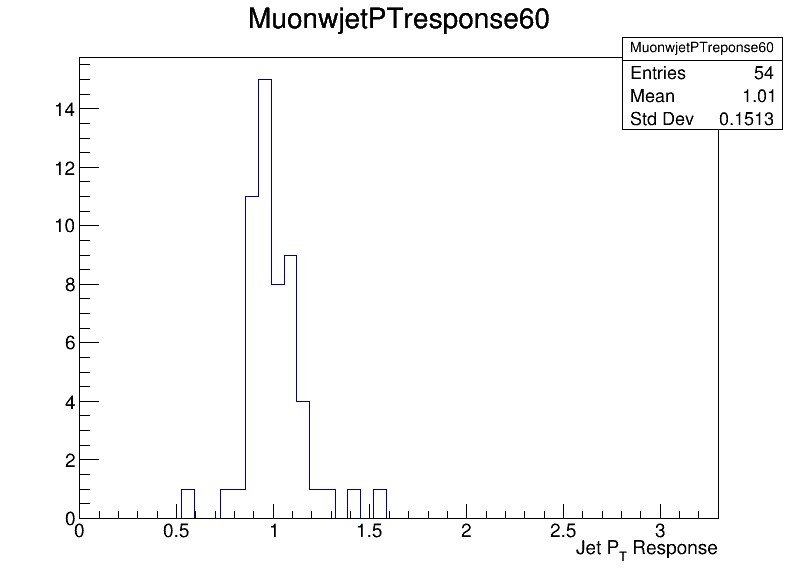 MuonwjetPTresponse60
MuonwjetPTreponse60
Entries 54
Mean 1.01
Std Dev 0.1513
14
12
10
8
6
4
2
0
0 0.5 1 1.5 2 2.5 3
Jet PT Response